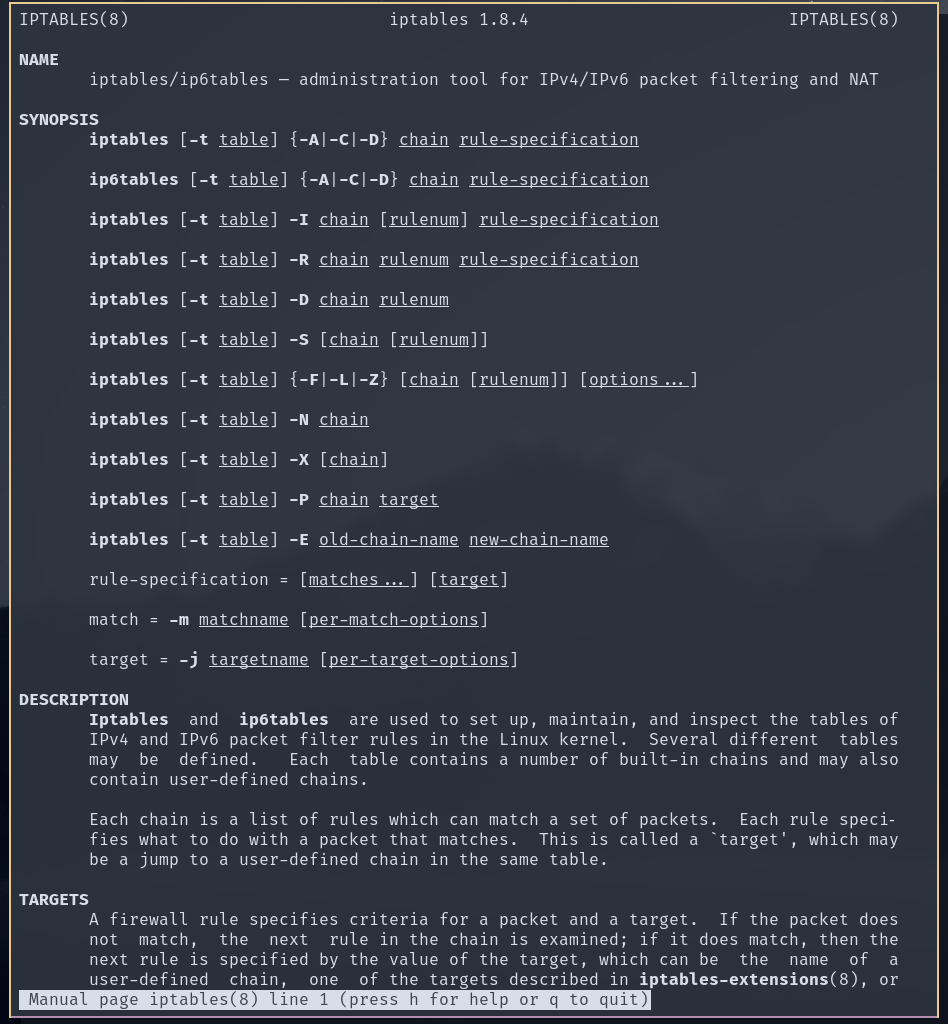 IPTABLES(8) iptables 1.8.4 IPTABLES(8)
NAME
iptables/ip6tables — administration tool for IPv4/IPv6 packet filtering and NAT
SYNOPSIS
iptables [-t table] {-A|-C|-D} chain rule-specification
ip6tables [-t table] {-A|-C|-D} chain rule-specification
iptables [-t table] -I chain [rulenum] rule-specification
iptables [-t table] -R chain rulenum rule-specification
iptables [-t table] -D chain rulenum
iptables [-t table] -S [chain [rulenum]]
iptables [-t table] {-F|-L|-Z} [chain [rulenum]] [options...]
iptables [-t table] -N chain
iptables [-t table] -X [chain]
iptables [-t table] -P chain target
iptables [-t table] -E old-chain-name new-chain-name
rule-specification = [matches...] [target]
match = -m matchname [per-match-options]
target = -j targetname [per-target-options]
DESCRIPTION
Iptables  and  ip6tables  are used to set up, maintain, and inspect the tables of
IPv4 and IPv6 packet filter rules in the Linux kernel.  Several different  tables
may  be  defined.   Each  table contains a number of built-in chains and may also
contain user-defined chains.
Each chain is a list of rules which can match a set of packets.  Each rule speci-
fies what to do with a packet that matches.  This is called a `target', which may
be a jump to a user-defined chain in the same table.
TARGETS
A firewall rule specifies criteria for a packet and a target.  If the packet does
not  match,  the  next  rule in the chain is examined; if it does match, then the
next rule is specified by the value of the target, which can be  the  name  of  a
user-defined  chain,  one  of the targets described in iptables-extensions(8), or
Manual page iptables(8) line 1 (press h for help or q to quit)